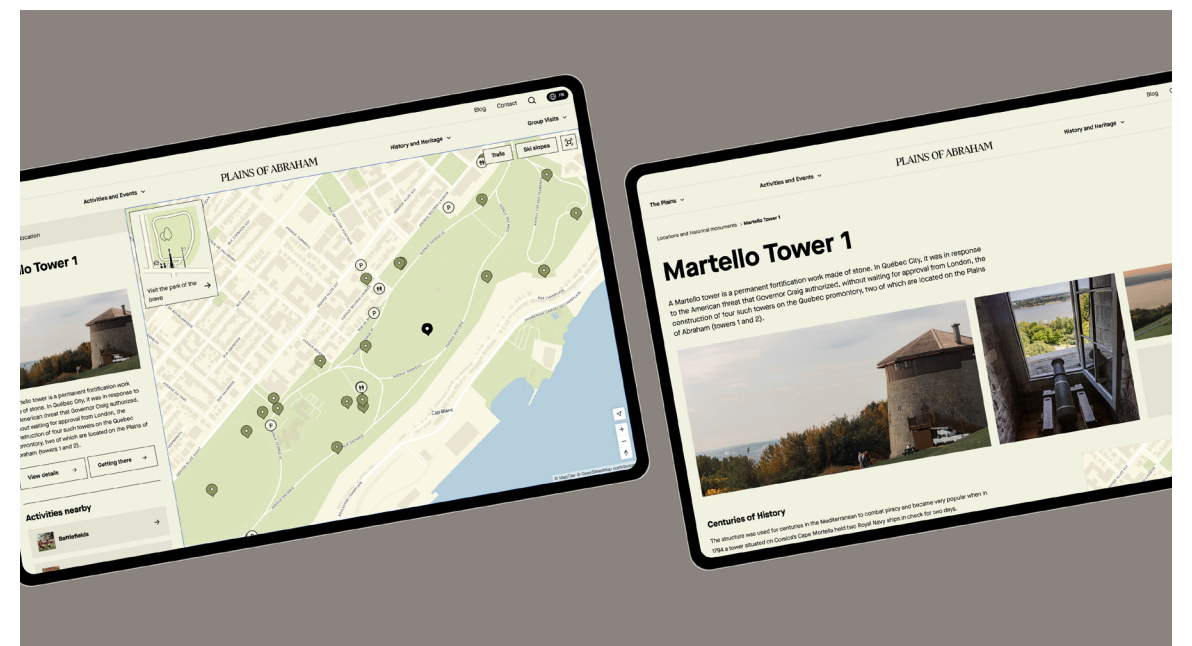 Blog
Contact
FR
Activities and Events
PLAINS OF ABRAHAM
History and Heritage
Group Visits
Trails
Ski slopes
lo Tower 1
Visit the park of the
brave
P
P
P
P
Cap-Blanc
of stone. In Québec City, it was in response to
merican threat that Governor Craig authorized,
out waiting for approval from London, the
nstruction of four such towers on the Quebec
omontory, two of which are located on the Plains of
braham (towers 1 and 2).
View details
Getting there
Activities nearby
Battlefields
© MapTiler © OpenStreetMap contributors
Blog
The Plains
Activities and Events
PLAINS OF ABRAHAM
History and Heritage
Locations and historical monuments
Martello Tower 1
Martello Tower 1
A Martello tower is a permanent fortification work made of stone. In Québec City, it was in response
to the American threat that Governor Craig authorized, without waiting for approval from London, the
construction of four such towers on the Quebec promontory, two of which are located on the Plains
of Abraham (towers 1 and 2).
Centuries of History
The structure was used for centuries in the Mediterranean to combat piracy and became very popular when in
1794 a tower situated on Corsica's Cape Mortella held two Royal Navy ships in check for two days.